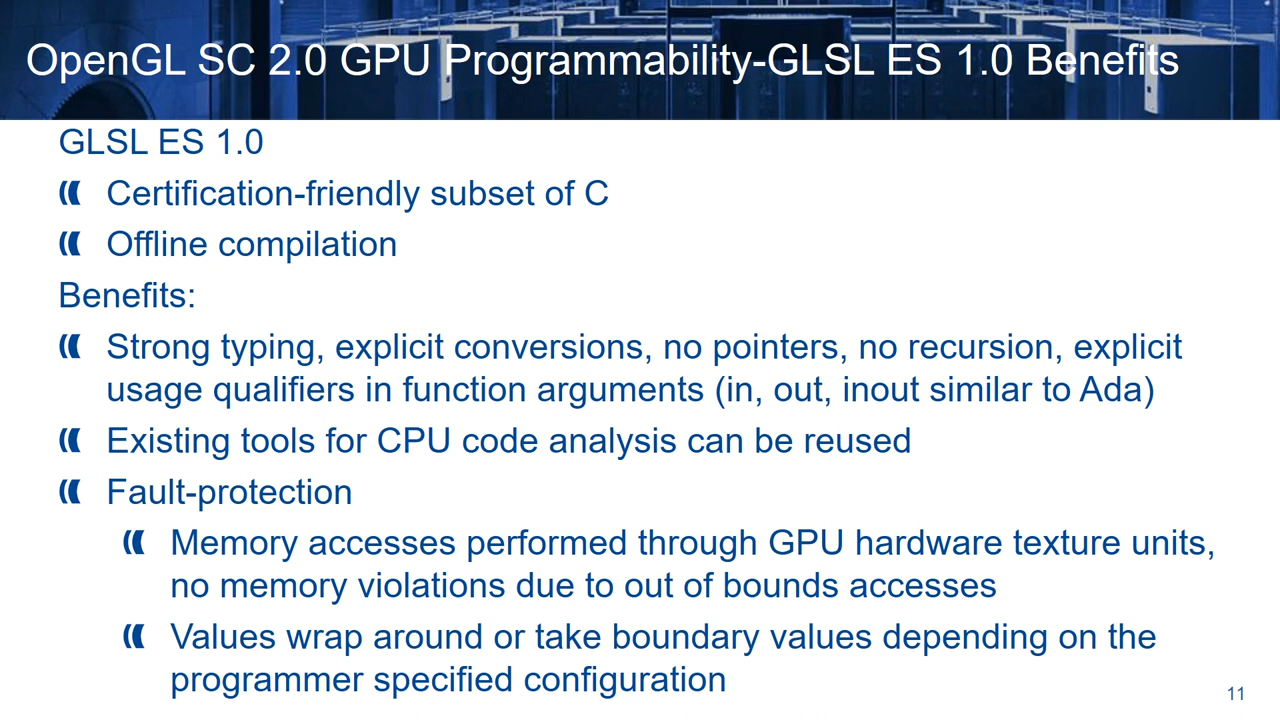 OpenGL SC 2.0 GPU Programmability-GLSL ES 1.0 Benefits
GLSL ES 1.0
Certification-friendly subset of C
Offline compilation
Benefits:
Strong typing, explicit conversions, no pointers, no recursion, explicit
usage qualifiers in function arguments (in, out, inout similar to Ada)
Existing tools for CPU code analysis can be reused
Fault-protection
Memory accesses performed through GPU hardware texture units,
no memory violations due to out of bounds accesses
Values wrap around or take boundary values depending on the
programmer specified configuration
11